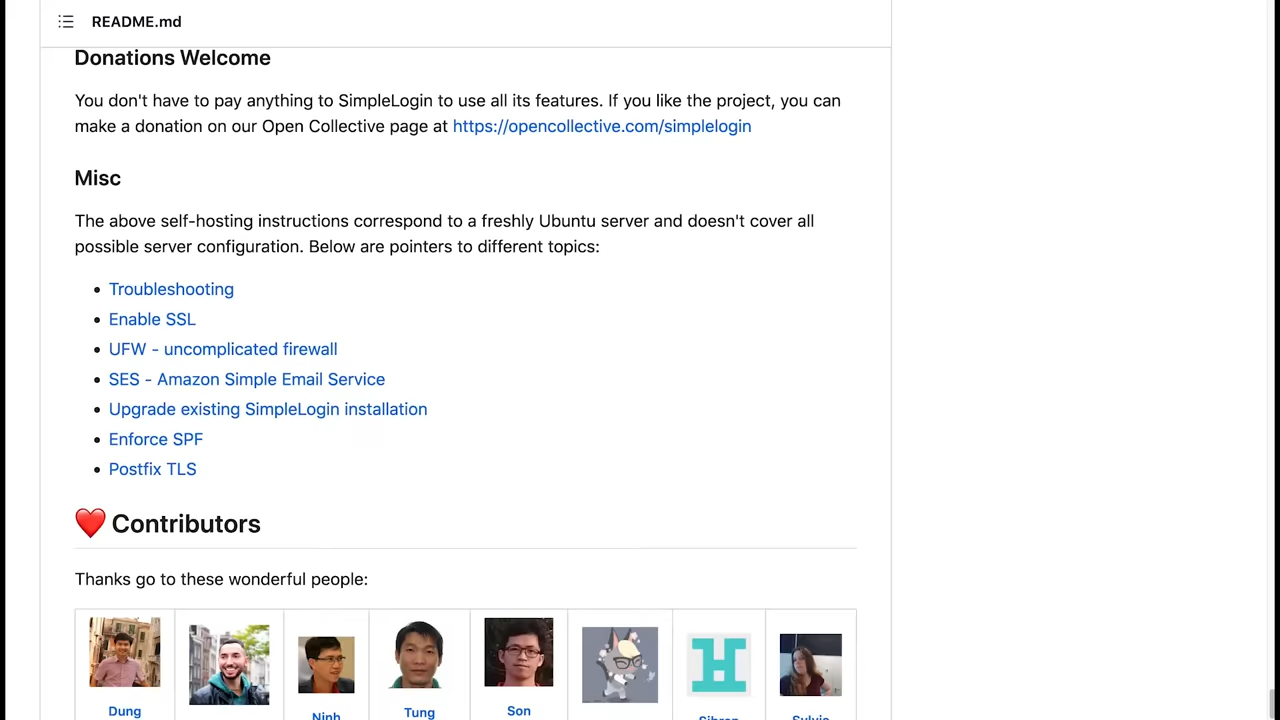 README.md
Donations Welcome
You don't have to pay anything to SimpleLogin to use all its features. If you like the project, you can
make a donation on our Open Collective page at https://opencollective.com/simplelogin
Misc
The above self-hosting instructions correspond to a freshly Ubuntu server and doesn't cover all
possible server configuration. Below are pointers to different topics:
Troubleshooting
Enable SSL
UFW - uncomplicated firewall
SES - Amazon Simple Email Service
Upgrade existing SimpleLogin installation
Enforce SPF
Postfix TLS
❤️ Contributors
Thanks go to these wonderful people:
Dung
Ninh
Tung
Son